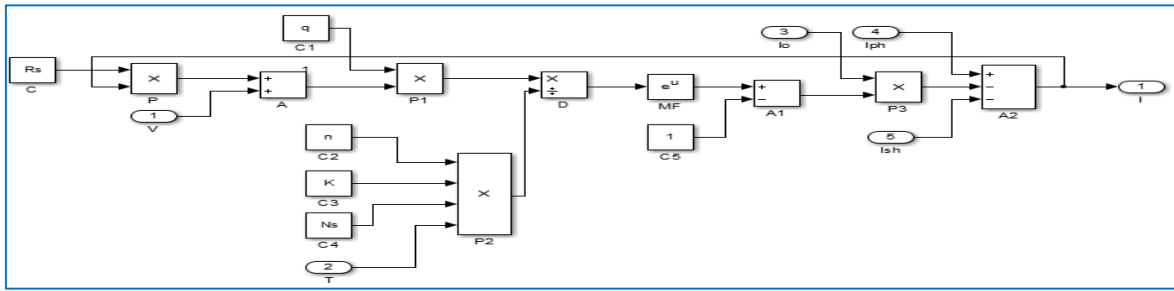 q
C1
3
Io
4
Iph
Rs
C
×
P
+
+
1
A
×
P1
×
÷
D
e^u
MF
+
−
A1
×
P3
+
−
−
A2
1
I
1
V
n
C2
1
C5
5
Ish
K
C3
×
P2
Ns
C4
2
T